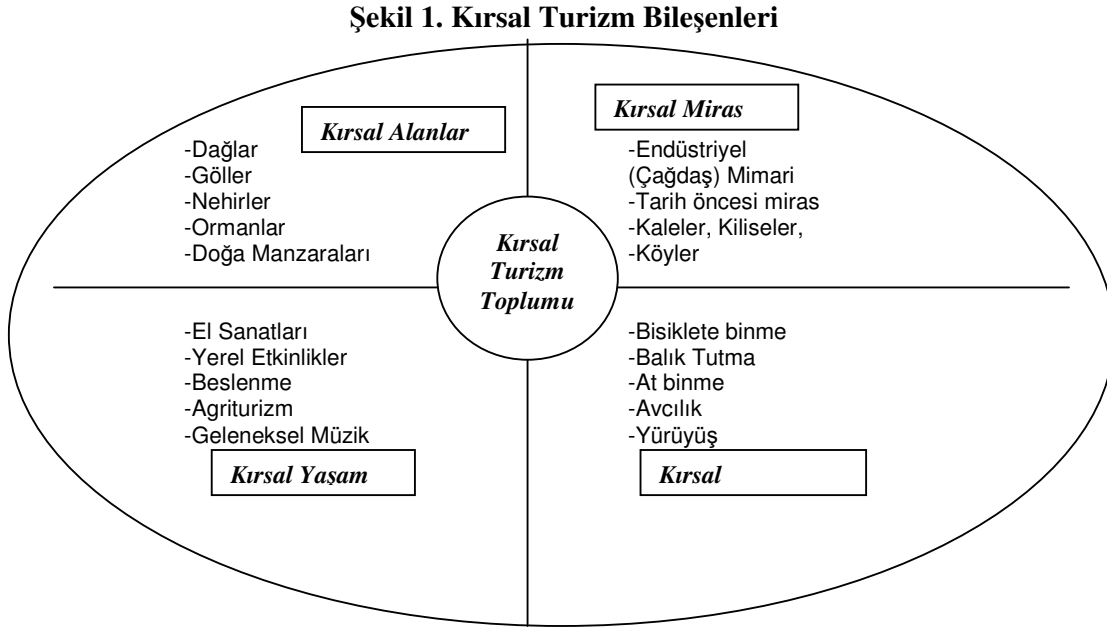 Şekil 1. Kırsal Turizm Bileşenleri
Kırsal Alanlar
-Dağlar
-Göller
-Nehirler
-Ormanlar
-Doğa Manzaraları
Kırsal Miras
-Endüstriyel
(Çağdaş) Mimari
-Tarih öncesi miras
-Kaleler, Kiliseler,
-Köyler
Kırsal
Turizm
Toplumu
-El Sanatları
-Yerel Etkinlikler
-Beslenme
-Agriturizm
-Geleneksel Müzik
Kırsal Yaşam
-Bisiklete binme
-Balık Tutma
-At binme
-Avcılık
-Yürüyüş
Kırsal